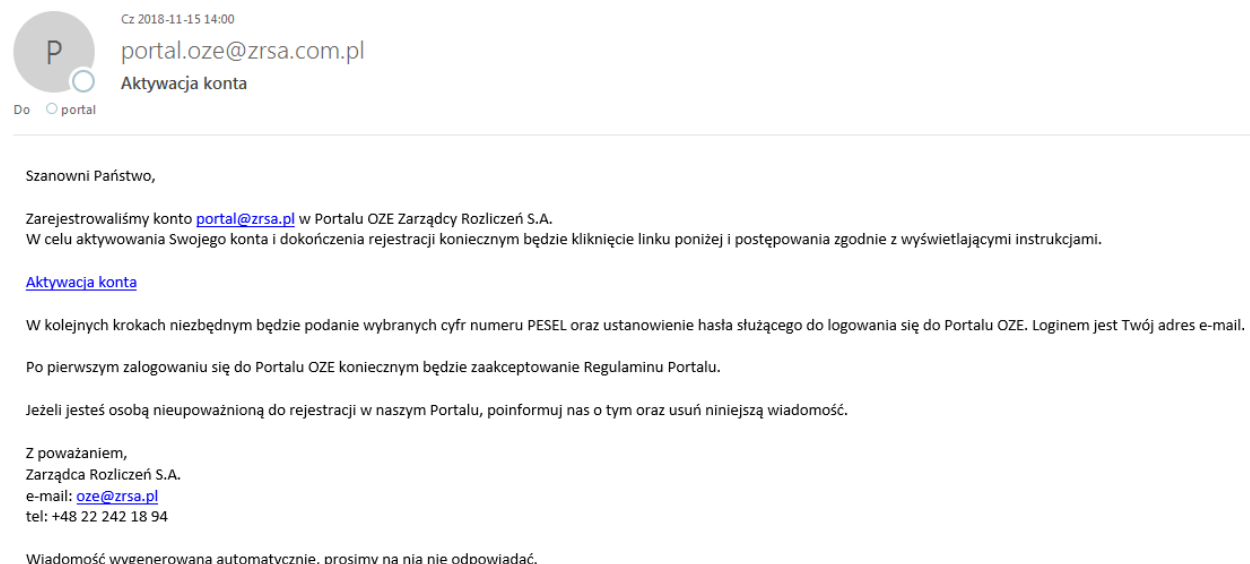 Cz 2018-11-15 14:00
P
portal.oze@zrsa.com.pl
Aktywacja konta
Do portal
Szanowni Państwo,
Zarejestrowaliśmy konto portal@zrsa.pl w Portalu OZE Zarządcy Rozliczeń S.A.
W celu aktywowania Swojego konta i dokończenia rejestracji koniecznym będzie kliknięcie linku poniżej i postępowania zgodnie z wyświetlającymi instrukcjami.
Aktywacja konta
W kolejnych krokach niezbędnym będzie podanie wybranych cyfr numeru PESEL oraz ustanowienie hasła służącego do logowania się do Portalu OZE. Loginem jest Twój adres e-mail.
Po pierwszym zalogowaniu się do Portalu OZE koniecznym będzie zaakceptowanie Regulaminu Portalu.
Jeżeli jesteś osobą nieupoważnioną do rejestracji w naszym Portalu, poinformuj nas o tym oraz usuń niniejszą wiadomość.
Z poważaniem,
Zarządca Rozliczeń S.A.
e-mail: oze@zrsa.pl
tel: +48 22 242 18 94
Wiadomość wygenerowana automatycznie, prosimy na nią nie odpowiadać.